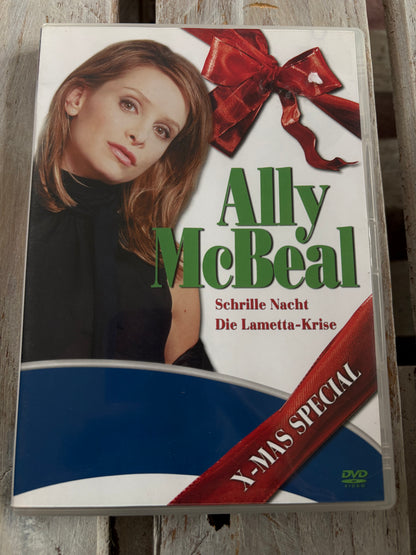 Ally
McBeal
Schrille Nacht
Die Lametta-Krise
X-MAS SPECIAL
DVD
VIDEO